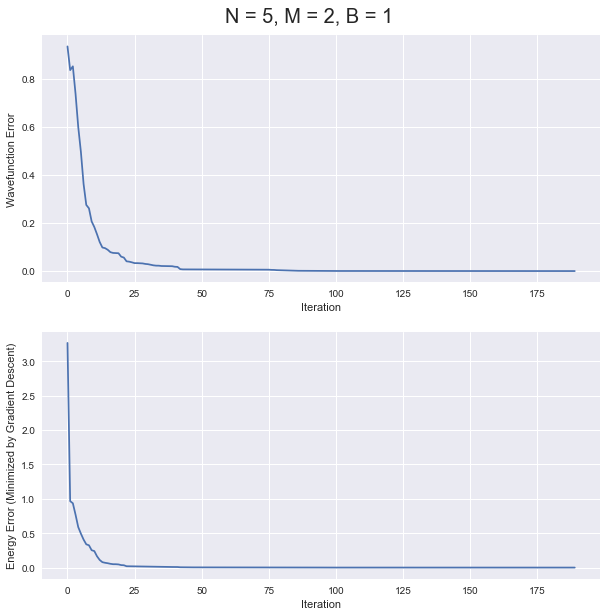 N = 5, M = 2, B = 1
Wavefunction Error
0.8
0.6
0.4
0.2
0.0
0 25 50 75 100 125 150 175
Iteration
Energy Error (Minimized by Gradient Descent)
3.0
2.5
2.0
1.5
1.0
0.5
0.0
0 25 50 75 100 125 150 175
Iteration